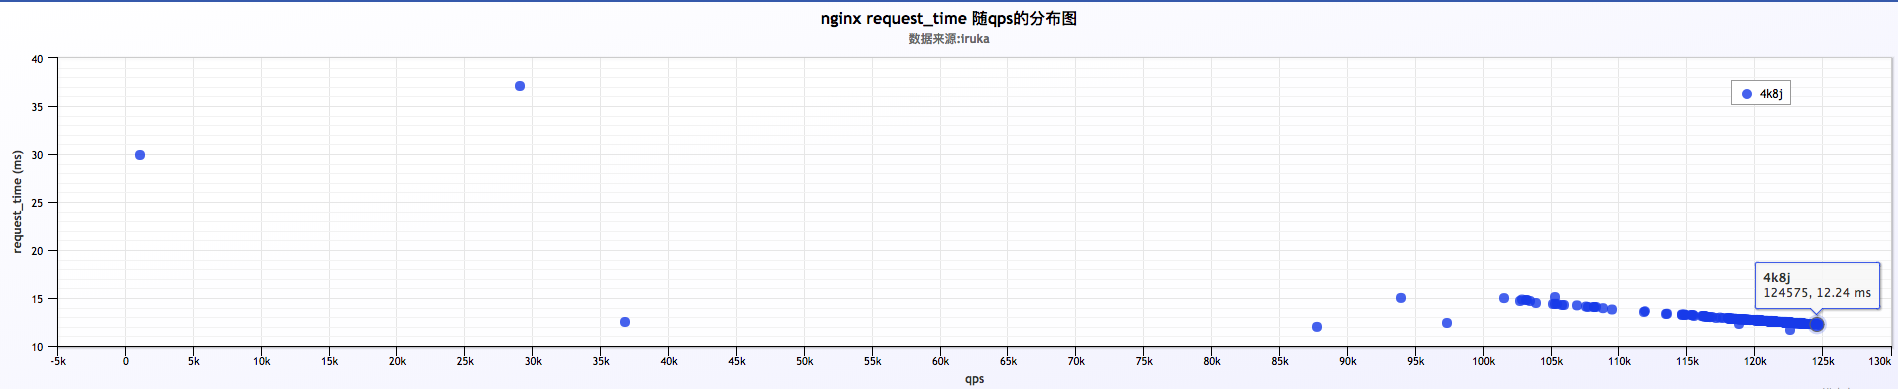 nginx request_time 随qps的分布图
数据来源:iruka
request_time (ms)
40
35
30
25
20
15
10
4k8j
4k8j
124575, 12.24 ms
-5k 0 5k 10k 15k 20k 25k 30k 35k 40k 45k 50k 55k 60k 65k 70k 75k 80k 85k 90k 95k 100k 105k 110k 115k 120k 125k 130k
qps